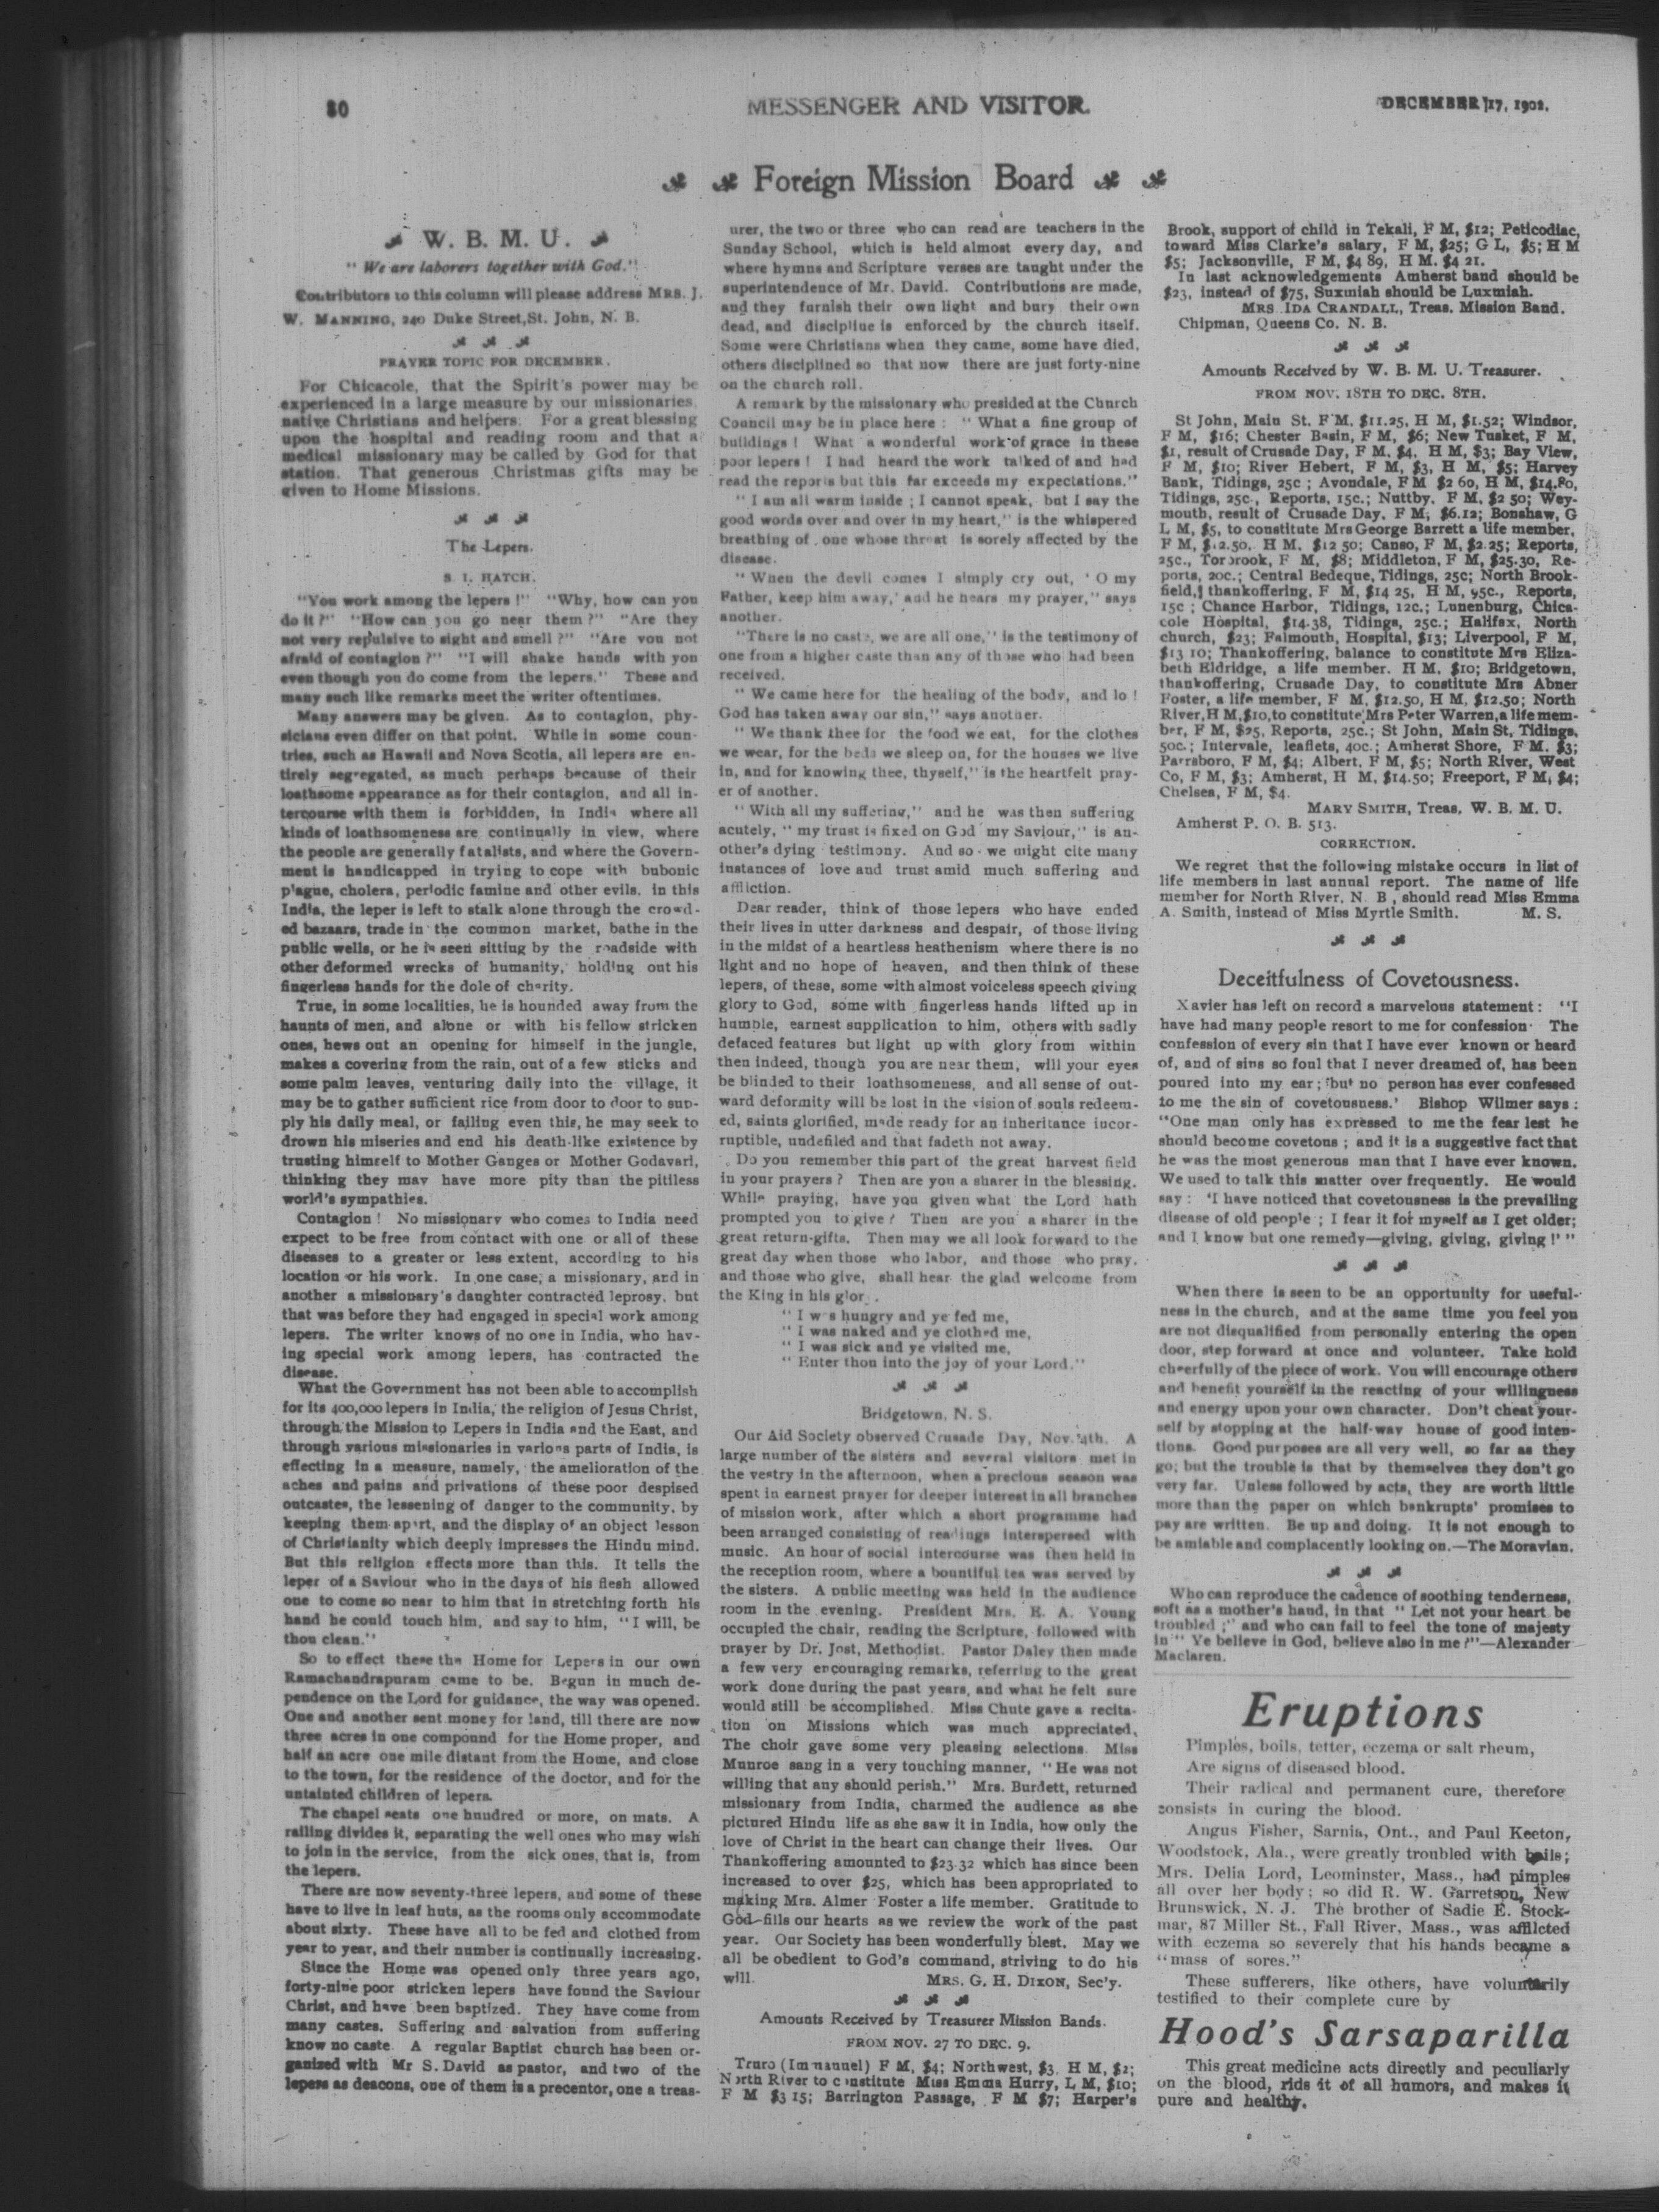 80
MESSENGER AND VISITOR.
DECEMBER 17, 1902.
Foreign Mission Board
W. B. M. U.
"We are laborers together with God."
Contributors to this column will please address MRS. J.
W. MANNING, 240 Duke Street, St. John, N. B.
PRAYER TOPIC FOR DECEMBER.
For Chicacole, that the Spirit's power may be
experienced in a large measure by our missionaries
native Christians and helpers. For a great blessing
upon the hospital and reading room and that a
medical missionary may be called by God for that
station. That generous Christmas gifts may be
given to Home Missions.
The Lepers.
S. I. HATCH.
"You work among the lepers!" "Why, how can you
do it?" "How can you go near them?" "Are they
not very repulsive to sight and smell?" "Are you not
afraid of contagion?" "I will shake hands with you
even though you do come from the lepers." These and
many such like remarks meet the writer oftentimes.
Many answers may be given. As to contagion, phy-
sicians even differ on that point. While in some coun-
tries, such as Hawaii and Nova Scotia, all lepers are en-
tirely segregated, as much perhaps because of their
loathsome appearance as for their contagion, and all in-
tercourse with them is forbidden, in India where all
kinds of loathsomeness are continually in view, where
the people are generally fatalists, and where the Govern-
ment is handicapped in trying to cope with bubonic
plague, cholera, periodic famine and other evils, in this
India, the leper is left to stalk alone through the crowd-
ed bazaars, trade in the common market, bathe in the
public wells, or he is seen sitting by the roadside with
other deformed wrecks of humanity, holding out his
fingerless hands for the dole of charity.
True, in some localities, he is hounded away from the
haunts of men, and alone or with his fellow stricken
ones, hews out an opening for himself in the jungle,
makes a covering from the rain, out of a few sticks and
some palm leaves, venturing daily into the village, it
may be to gather sufficient rice from door to door to sup-
ply his daily meal, or failing even this, he may seek to
drown his miseries and end his death-like existence by
trusting himself to Mother Ganges or Mother Godavari,
thinking they may have more pity than the pitiless
world's sympathies.
Contagion! No missionary who comes to India need
expect to be free from contact with one or all of these
diseases to a greater or less extent, according to his
location or his work. In one case, a missionary, and in
another a missionary's daughter contracted leprosy, but
that was before they had engaged in special work among
lepers. The writer knows of no one in India, who hav-
ing special work among lepers, has contracted the
disease.
What the Government has not been able to accomplish
for its 400,000 lepers in India, the religion of Jesus Christ,
through the Mission to Lepers in India and the East, and
through various missionaries in various parts of India, is
effecting in a measure, namely, the amelioration of the
aches and pains and privations of these poor despised
outcastes, the lessening of danger to the community, by
keeping them apart, and the display of an object lesson
of Christianity which deeply impresses the Hindu mind.
But this religion effects more than this. It tells the
leper of a Saviour who in the days of his flesh allowed
one to come so near to him that in stretching forth his
hand he could touch him, and say to him, "I will, be
thou clean."
So to effect these the Home for Lepers in our own
Ramachandrapuram came to be. Begun in much de-
pendence on the Lord for guidance, the way was opened.
One and another sent money for land, till there are now
three acres in one compound for the Home proper, and
half an acre one mile distant from the Home, and close
to the town, for the residence of the doctor, and for the
untainted children of lepers.
The chapel seats one hundred or more, on mats. A
railing divides it, separating the well ones who may wish
to join in the service, from the sick ones, that is, from
the lepers.
There are now seventy-three lepers, and some of these
have to live in leaf huts, as the rooms only accommodate
about sixty. These have all to be fed and clothed from
year to year, and their number is continually increasing.
Since the Home was opened only three years ago,
forty-nine poor stricken lepers have found the Saviour
Christ, and have been baptized. They have come from
many castes. Suffering and salvation from suffering
know no caste. A regular Baptist church has been or-
ganized with Mr S. David as pastor, and two of the
lepers as deacons, one of them is a precentor, one a treas-
urer, the two or three who can read are teachers in the
Sunday School, which is held almost every day, and
where hymns and Scripture verses are taught under the
superintendence of Mr. David. Contributions are made,
and they furnish their own light and bury their own
dead, and discipline is enforced by the church itself.
Some were Christians when they came, some have died,
others disciplined so that now there are just forty-nine
on the church roll.
A remark by the missionary who presided at the Church
Council may be in place here: "What a fine group of
buildings! What a wonderful work of grace in these
poor lepers! I had heard the work talked of and had
read the reports but this far exceeds my expectations."
"I am all warm inside; I cannot speak, but I say the
good words over and over in my heart," is the whispered
breathing of one whose throat is sorely affected by the
disease.
"When the devil comes I simply cry out, 'O my
Father, keep him away,' and he hears my prayer," says
another.
"There is no caste, we are all one," is the testimony of
one from a higher caste than any of those who had been
received.
"We came here for the healing of the body, and lo!
God has taken away our sin," says another.
"We thank thee for the food we eat, for the clothes
we wear, for the beds we sleep on, for the houses we live
in, and for knowing thee, thyself," is the heartfelt pray-
er of another.
"With all my suffering," and he was then suffering
acutely, "my trust is fixed on God my Saviour," is an-
other's dying testimony. And so we might cite many
instances of love and trust amid much suffering and
affliction.
Dear reader, think of those lepers who have ended
their lives in utter darkness and despair, of those living
in the midst of a heartless heathenism where there is no
light and no hope of heaven, and then think of these
lepers, of these, some with almost voiceless speech giving
glory to God, some with fingerless hands lifted up in
humble, earnest supplication to him, others with sadly
defaced features but light up with glory from within
then indeed, though you are near them, will your eyes
be blinded to their loathsomeness, and all sense of out-
ward deformity will be lost in the vision of souls redeem-
ed, saints glorified, made ready for an inheritance incor-
ruptible, undefiled and that fadeth not away.
Do you remember this part of the great harvest field
in your prayers? Then are you a sharer in the blessing.
While praying, have you given what the Lord hath
prompted you to give? Then are you a sharer in the
great return-gifts. Then may we all look forward to the
great day when those who labor, and those who pray,
and those who give, shall hear the glad welcome from
the King in his glor .
"I w s hungry and ye fed me,
"I was naked and ye clothed me,
"I was sick and ye visited me,
"Enter thou into the joy of your Lord."
Bridgetown, N. S.
Our Aid Society observed Crusade Day, Nov. 4th. A
large number of the sisters and several visitors met in
the vestry in the afternoon, when a precious season was
spent in earnest prayer for deeper interest in all branches
of mission work, after which a short programme had
been arranged consisting of readings interspersed with
music. An hour of social intercourse was then held in
the reception room, where a bountiful tea was served by
the sisters. A public meeting was held in the audience
room in the evening. President Mrs. E. A. Young
occupied the chair, reading the Scripture, followed with
prayer by Dr. Jost, Methodist. Pastor Daley then made
a few very encouraging remarks, referring to the great
work done during the past years, and what he felt sure
would still be accomplished. Miss Chute gave a recita-
tion on Missions which was much appreciated.
The choir gave some very pleasing selections. Miss
Munroe sang in a very touching manner, "He was not
willing that any should perish." Mrs. Burdett, returned
missionary from India, charmed the audience as she
pictured Hindu life as she saw it in India, how only the
love of Christ in the heart can change their lives. Our
Thankoffering amounted to $23.32 which has since been
increased to over $25, which has been appropriated to
making Mrs. Almer Foster a life member. Gratitude to
God fills our hearts as we review the work of the past
year. Our Society has been wonderfully blest. May we
all be obedient to God's command, striving to do his
will. MRS. G. H. DIXON, Sec'y.
Amounts Received by Treasurer Mission Bands.
FROM NOV. 27 TO DEC. 9.
Truro (Immanuel) F M, $4; Northwest, $3. H M, $2;
North River to constitute Miss Emma Hurry, L M, $10;
F M $3 15; Barrington Passage, F M $7; Harper's
Brook, support of child in Tekali, F M, $12; Peticodiac,
toward Miss Clarke's salary, F M, $25; G L, $5; H M
$5; Jacksonville, F M, $4 89, H M. $4 21.
In last acknowledgements Amherst band should be
$23, instead of $75, Suxmiah should be Luxmiah.
MRS IDA CRANDALL, Treas. Mission Band.
Chipman, Queens Co. N. B.
Amounts Received by W. B. M. U. Treasurer.
FROM NOV. 18TH TO DEC. 8TH.
St John, Main St. F M, $11.25, H M, $1.52; Windsor,
F M, $16; Chester Basin, F M, $6; New Tusket, F M,
$1, result of Crusade Day, F M, $4, H M, $3; Bay View,
F M, $10; River Hebert, F M, $3, H M, $5; Harvey
Bank, Tidings, 25c; Avondale, F M $2 60, H M, $14.80,
Tidings, 25c., Reports, 15c.; Nuttby, F M, $2 50; Wey-
mouth, result of Crusade Day, F M, $6.12; Bonshaw, G
L M, $5, to constitute Mrs George Barrett a life member,
F M, $12.50, H M, $12 50; Canso, F M, $2.25; Reports,
25c., Torbrook, F M, $8; Middleton, F M, $25.30, Re-
ports, 20c.; Central Bedeque, Tidings, 25c; North Brook-
field, thankoffering, F M, $14 25, H M, 95c., Reports,
15c; Chance Harbor, Tidings, 12c.; Lunenburg, Chica-
cole Hospital, $14.38, Tidings, 25c.; Halifax, North
church, $23; Falmouth, Hospital, $13; Liverpool, F M,
$13 10; Thankoffering, balance to constitute Mrs Eliza-
beth Eldridge, a life member. H M, $10; Bridgetown,
thankoffering, Crusade Day, to constitute Mrs Abner
Foster, a life member, F M, $12.50, H M, $12.50; North
River, H M, $10, to constitute Mrs Peter Warren, a life mem-
ber, F M, $25, Reports, 25c.; St John, Main St, Tidings,
50c.; Intervale, leaflets, 40c.; Amherst Shore, F M. $3;
Parrsboro, F M, $4; Albert, F M, $5; North River, West
Co, F M, $3; Amherst, H M, $14.50; Freeport, F M, $4;
Chelsea, F M, $4.
MARY SMITH, Treas. W. B. M. U.
Amherst P. O. B. 513.
CORRECTION.
We regret that the following mistake occurs in list of
life members in last annual report. The name of life
member for North River, N. B, should read Miss Emma
A. Smith, instead of Miss Myrtle Smith. M. S.
Deceitfulness of Covetousness.
Xavier has left on record a marvelous statement: "I
have had many people resort to me for confession. The
confession of every sin that I have ever known or heard
of, and of sins so foul that I never dreamed of, has been
poured into my ear; but no person has ever confessed
to me the sin of covetousness.' Bishop Wilmer says:
"One man only has expressed to me the fear lest he
should become covetous; and it is a suggestive fact that
he was the most generous man that I have ever known.
We used to talk this matter over frequently. He would
say: 'I have noticed that covetousness is the prevailing
disease of old people; I fear it for myself as I get older;
and I know but one remedy—giving, giving, giving!'"
When there is seen to be an opportunity for useful-
ness in the church, and at the same time you feel you
are not disqualified from personally entering the open
door, step forward at once and volunteer. Take hold
cheerfully of the piece of work. You will encourage others
and benefit yourself in the reacting of your willingness
and energy upon your own character. Don't cheat your-
self by stopping at the half-way house of good inten-
tions. Good purposes are all very well, so far as they
go; but the trouble is that by themselves they don't go
very far. Unless followed by acts, they are worth little
more than the paper on which bankrupts' promises to
pay are written. Be up and doing. It is not enough to
be amiable and complacently looking on.—The Moravian.
Who can reproduce the cadence of soothing tenderness,
soft as a mother's hand, in that "Let not your heart be
troubled;" and who can fail to feel the tone of majesty
in "Ye believe in God, believe also in me?"—Alexander
Maclaren.
Eruptions
Pimples, boils, tetter, eczema or salt rheum,
Are signs of diseased blood.
Their radical and permanent cure, therefore
consists in curing the blood.
Angus Fisher, Sarnia, Ont., and Paul Keeton,
Woodstock, Ala., were greatly troubled with boils;
Mrs. Delia Lord, Leominster, Mass., had pimples
all over her body; so did R. W. Garretson, New
Brunswick, N. J. The brother of Sadie E. Stock-
mar, 87 Miller St., Fall River, Mass., was afflicted
with eczema so severely that his hands became a
"mass of sores."
These sufferers, like others, have voluntarily
testified to their complete cure by
Hood's Sarsaparilla
This great medicine acts directly and peculiarly
on the blood, rids it of all humors, and makes it
pure and healthy.